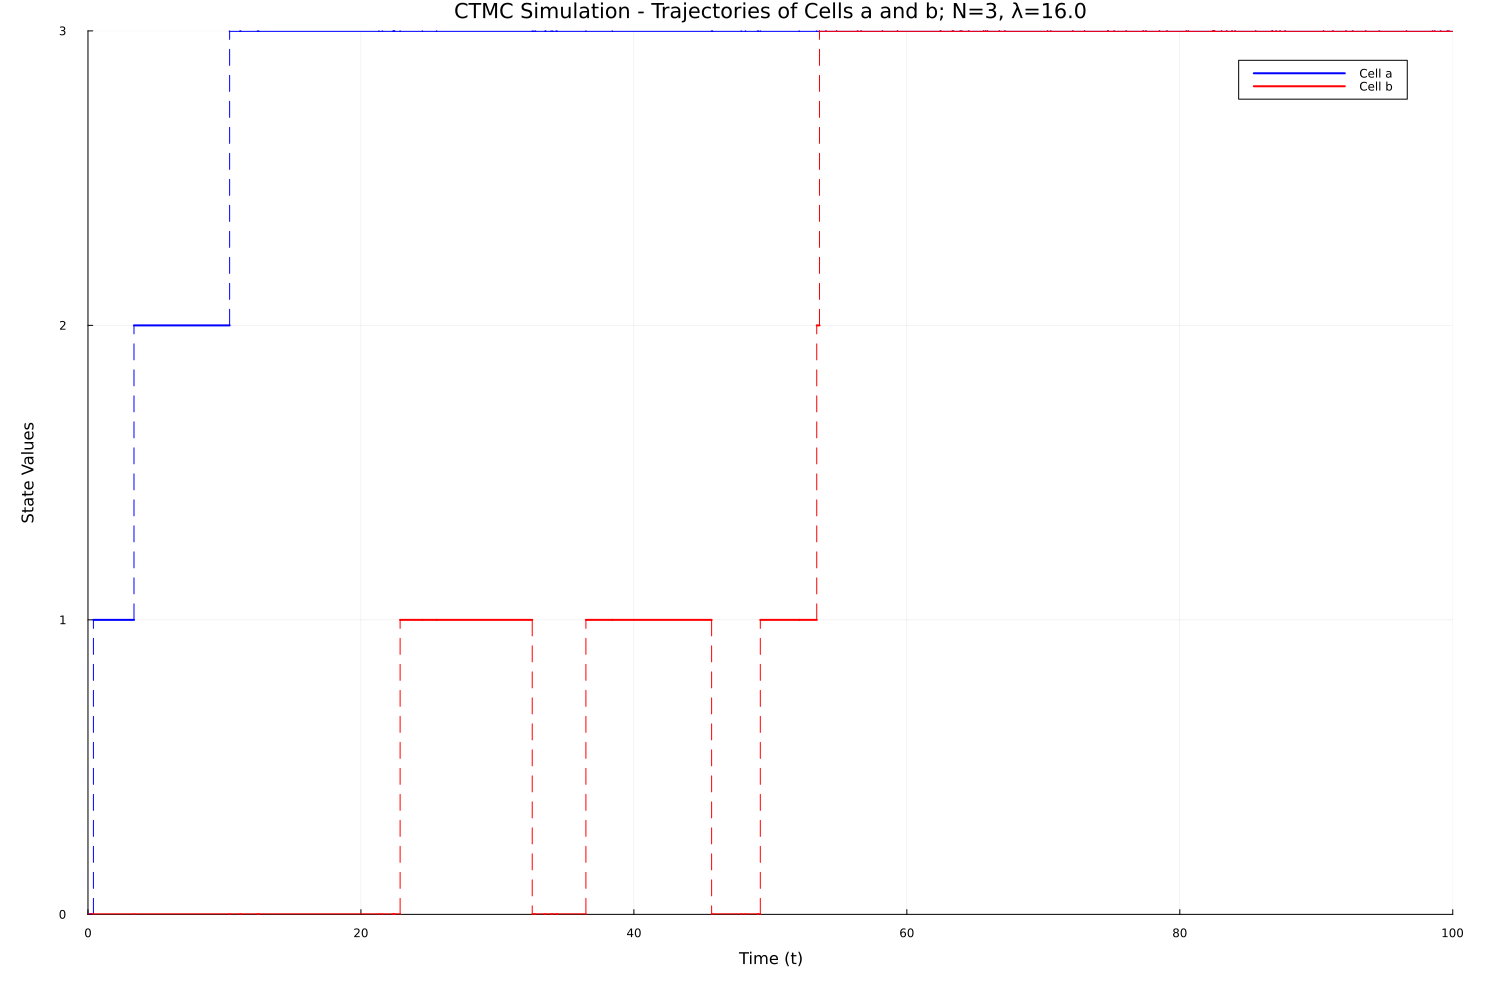 CTMC Simulation - Trajectories of Cells a and b; N=3, λ=16.0
3
Cell a
Cell b
2
State Values
1
0
0 20 40 60 80 100
Time (t)